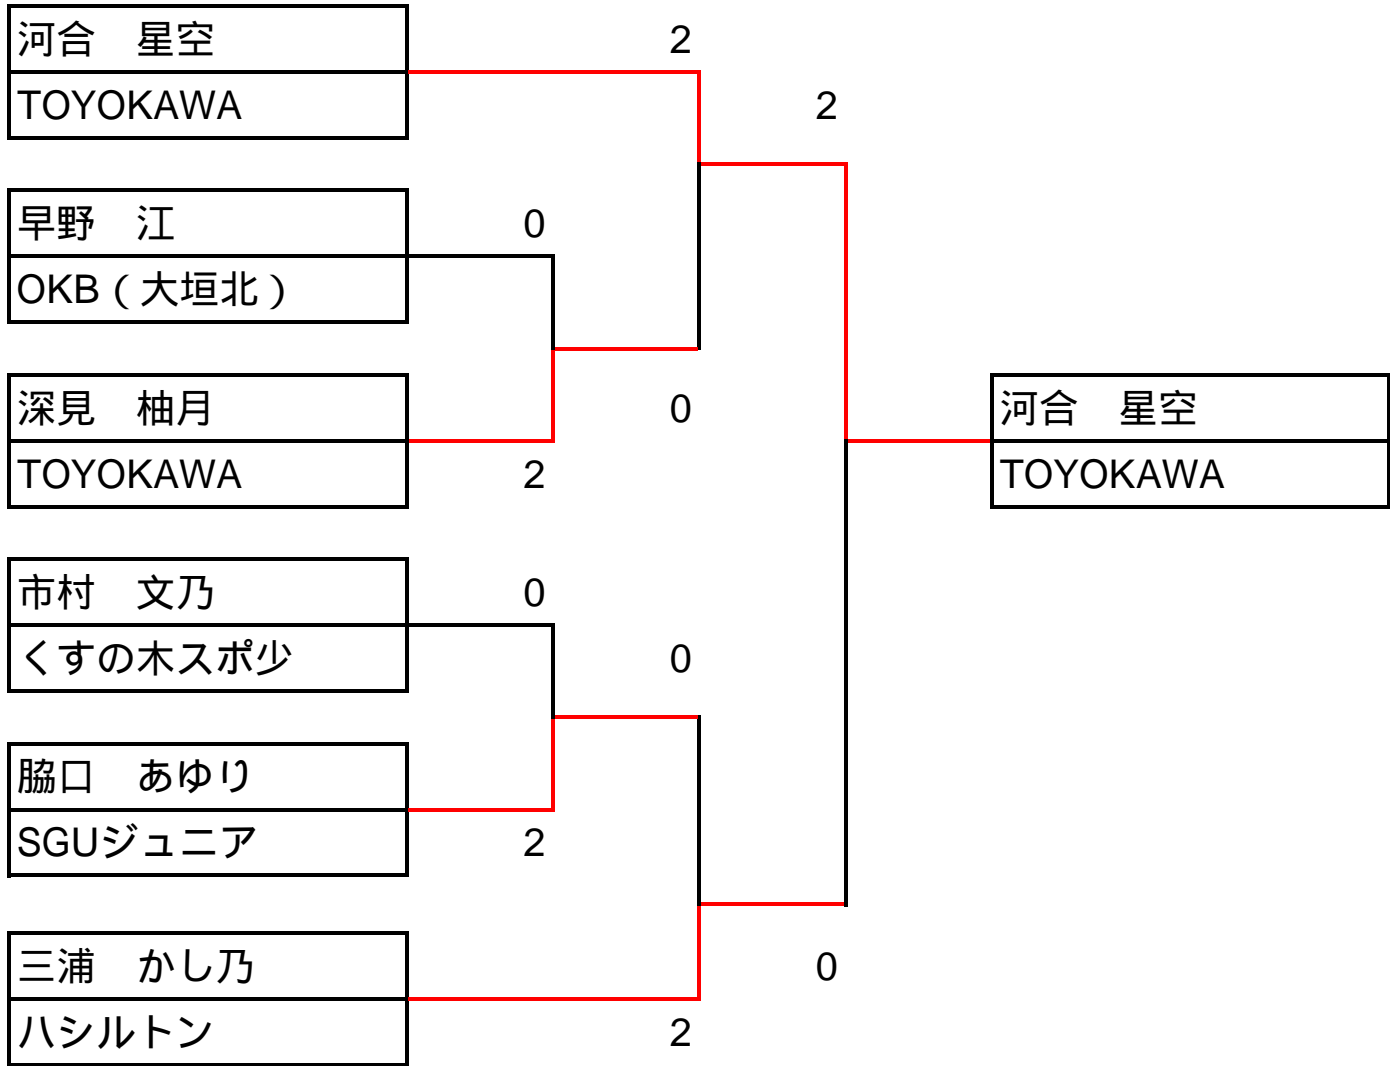 河合　星空
2
TOYOKAWA
2
早野　江
0
OKB（大垣北）
深見　柚月
0
河合　星空
TOYOKAWA
2
TOYOKAWA
市村　文乃
0
くすの木スポ少
0
脇口　あゆり
SGUジュニア
2
三浦　かし乃
0
ハシルトン
2